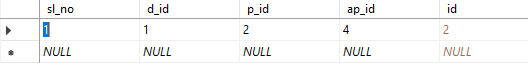 sl_no d_id p_id ap_id id
1 1 2 4 2
NULL NULL NULL NULL NULL